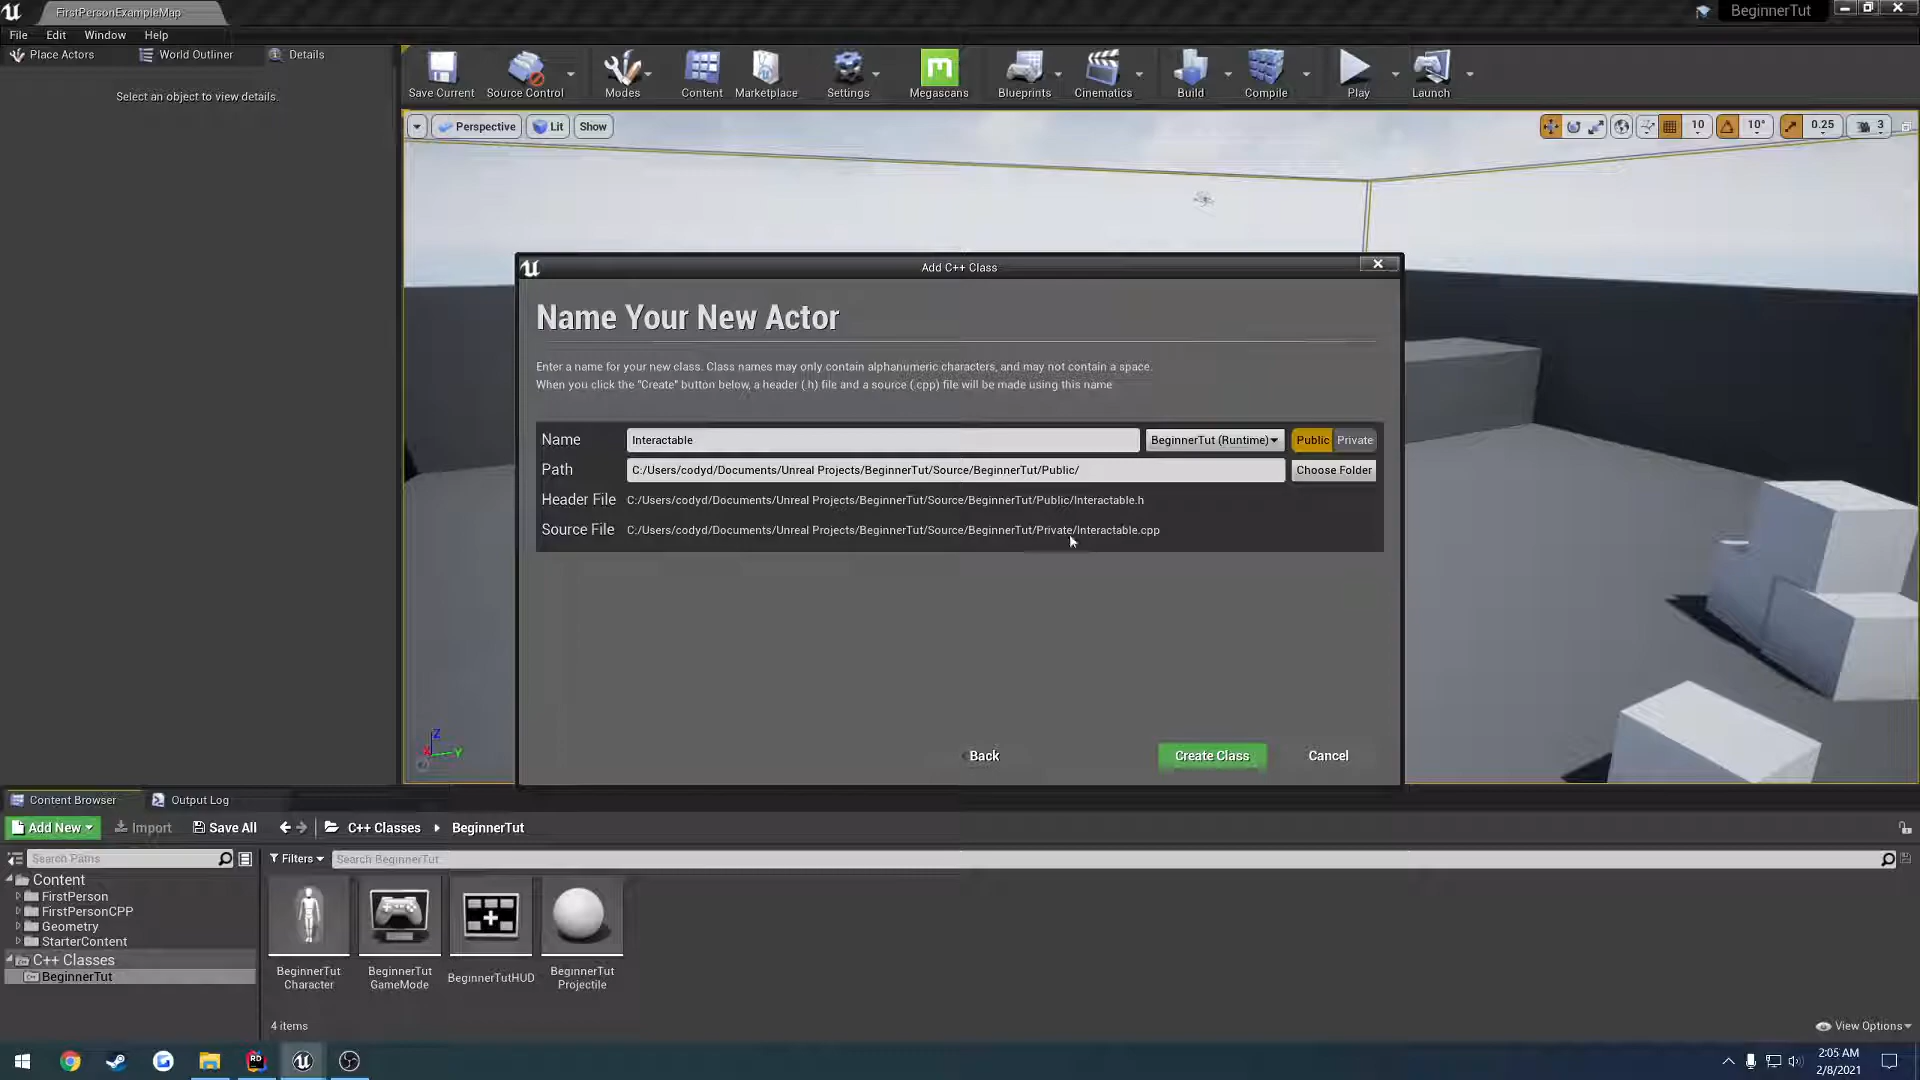 FirstPersonExampleMap
BeginnerTut
File Edit Window Help
Place Actors World Outliner Details
Select an object to view details.
Save Current Source Control Modes Content Marketplace Settings Megascans Blueprints Cinematics Build Compile Play Launch
Perspective Lit Show 10 10° 0.25 3
Add C++ Class
Name Your New Actor
Enter a name for your new class. Class names may only contain alphanumeric characters, and may not contain a space.
When you click the "Create" button below, a header (.h) file and a source (.cpp) file will be made using this name
Name Interactable BeginnerTut (Runtime) Public Private
Path C:/Users/codyd/Documents/Unreal Projects/BeginnerTut/Source/BeginnerTut/Public/ Choose Folder
Header File C:/Users/codyd/Documents/Unreal Projects/BeginnerTut/Source/BeginnerTut/Public/Interactable.h
Source File C:/Users/codyd/Documents/Unreal Projects/BeginnerTut/Source/BeginnerTut/Private/Interactable.cpp
Z
X Y
Back Create Class Cancel
Content Browser Output Log
Add New Import Save All C++ Classes BeginnerTut
Search Paths Filters Search BeginnerTut
Content
FirstPerson
FirstPersonCPP
Geometry
StarterContent
C++ Classes
BeginnerTut
BeginnerTut
Character
BeginnerTut
GameMode
BeginnerTutHUD
BeginnerTut
Projectile
4 items
View Options
2:05 AM
2/8/2021